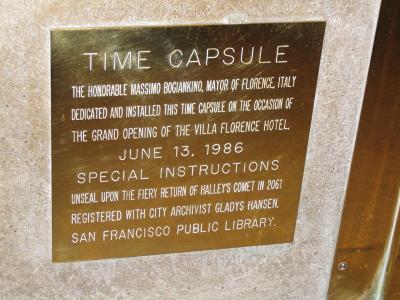 TIME CAPSULE
THE HONORABLE MASSIMO BOGIANKINO, MAYOR OF FLORENCE, ITALY
DEDICATED AND INSTALLED THIS TIME CAPSULE ON THE OCCASION OF
THE GRAND OPENING OF THE VILLA FLORENCE HOTEL,
JUNE 13, 1986
SPECIAL INSTRUCTIONS
UNSEAL UPON THE FIERY RETURN OF HALLEY'S COMET IN 2061
REGISTERED WITH CITY ARCHIVIST GLADYS HANSEN,
SAN FRANCISCO PUBLIC LIBRARY.